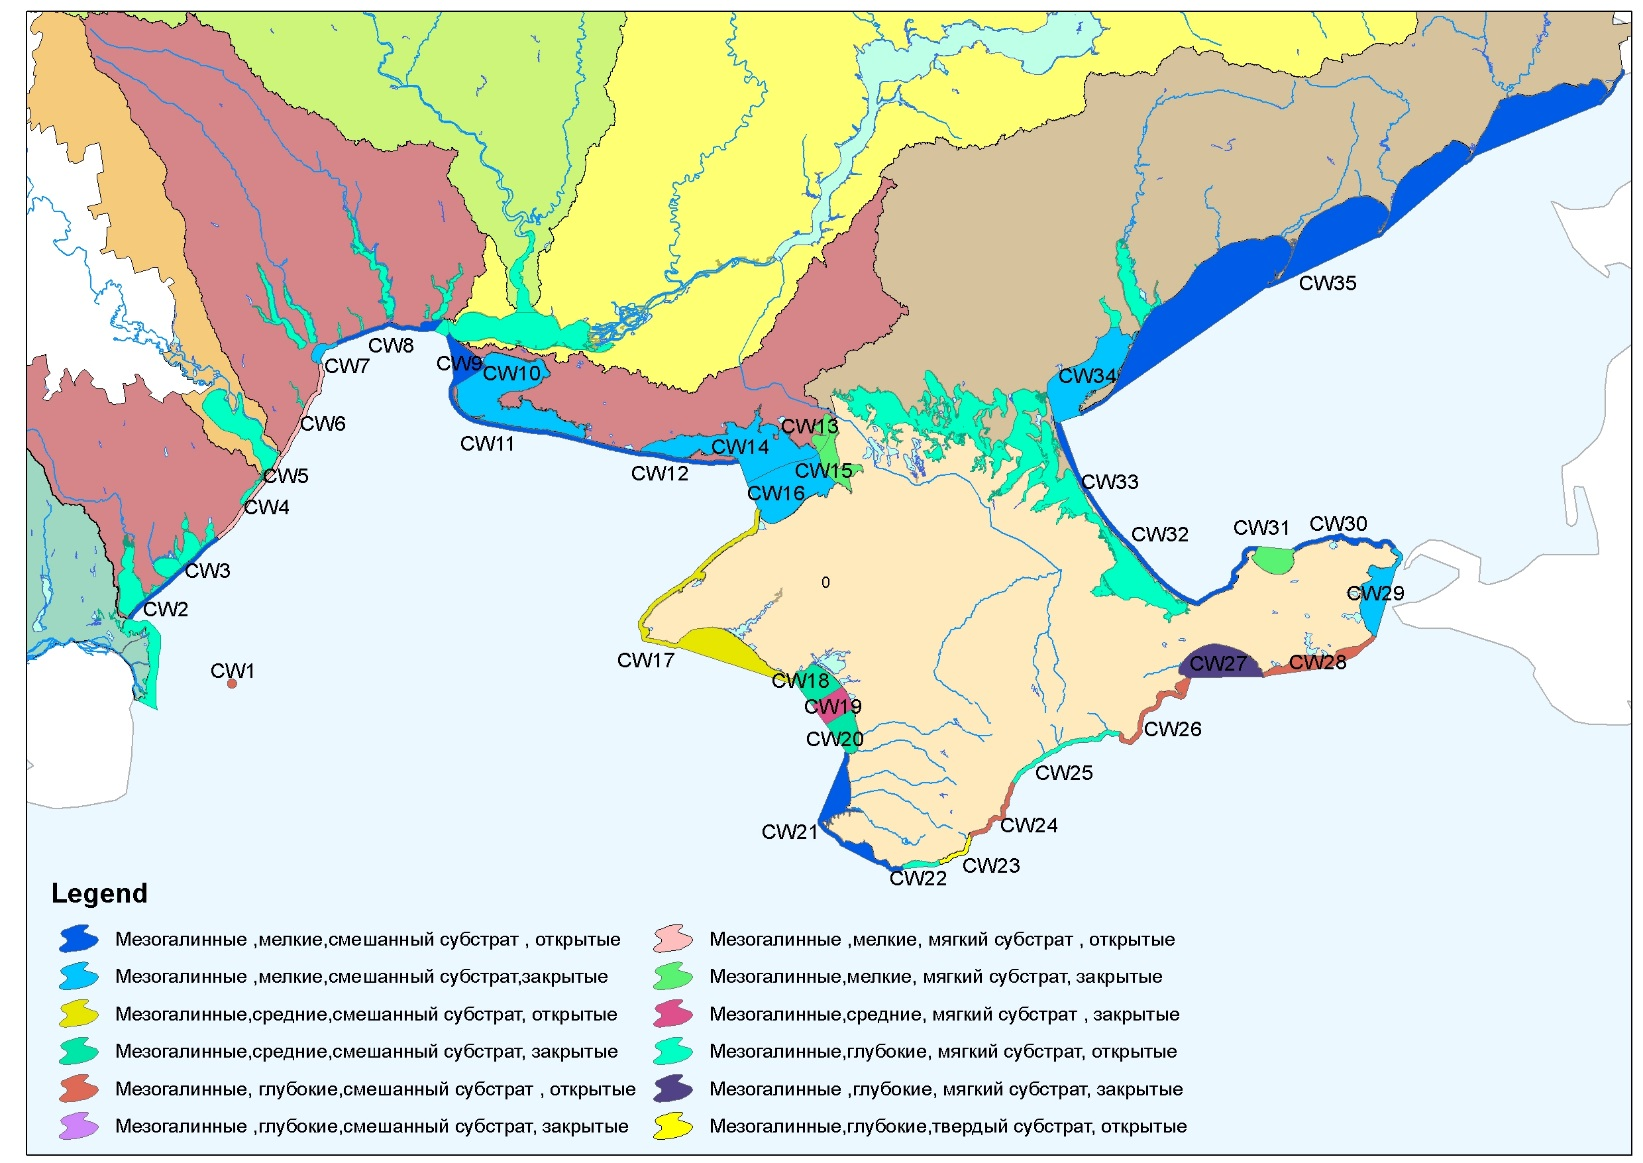 CW35
CW7
CW8
CW9
CW10
CW34
CW6
CW11
CW13
CW14
CW5
CW12
CW15
CW33
CW4
CW16
CW31
CW30
CW32
CW3
0
CW29
CW2
CW1
CW17
CW27
CW28
CW18
CW19
CW26
CW20
CW25
CW21
CW24
CW23
CW22
Legend
Мезогалинные ,мелкие,смешанный субстрат , открытые
Мезогалинные ,мелкие,смешанный субстрат,закрытые
Мезогалинные,средние,смешанный субстрат, открытые
Мезогалинные,средние,смешанный субстрат, закрытые
Мезогалинные, глубокие,смешанный субстрат , открытые
Мезогалинные ,глубокие,смешанный субстрат, закрытые
Мезогалинные ,мелкие, мягкий субстрат , открытые
Мезогалинные,мелкие, мягкий субстрат, закрытые
Мезогалинные,средние, мягкий субстрат , закрытые
Мезогалинные,глубокие, мягкий субстрат, открытые
Мезогалинные ,глубокие, мягкий субстрат, закрытые
Мезогалинные,глубокие,твердый субстрат, открытые